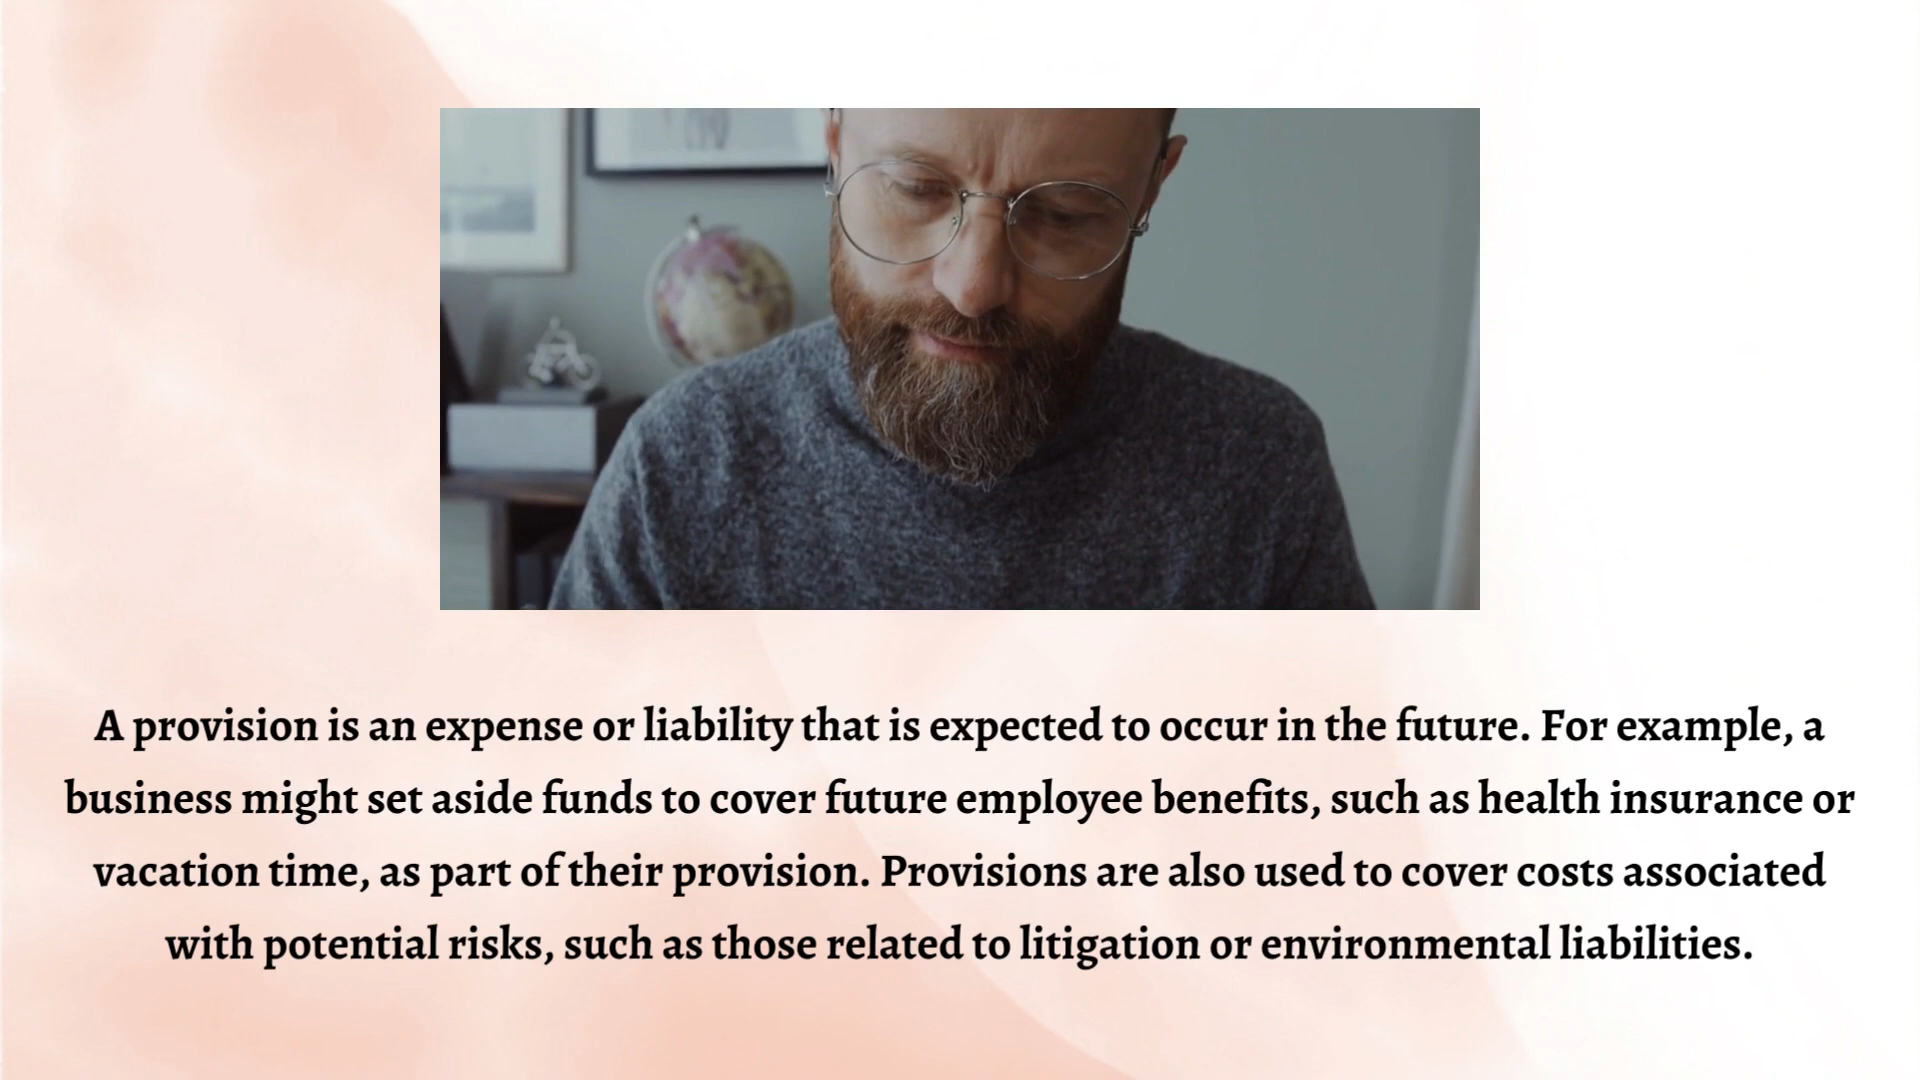 A provision is an expense or liability that is expected to occur in the future. For example, a
business might set aside funds to cover future employee benefits, such as health insurance or
vacation time, as part of their provision. Provisions are also used to cover costs associated
with potential risks, such as those related to litigation or environmental liabilities.